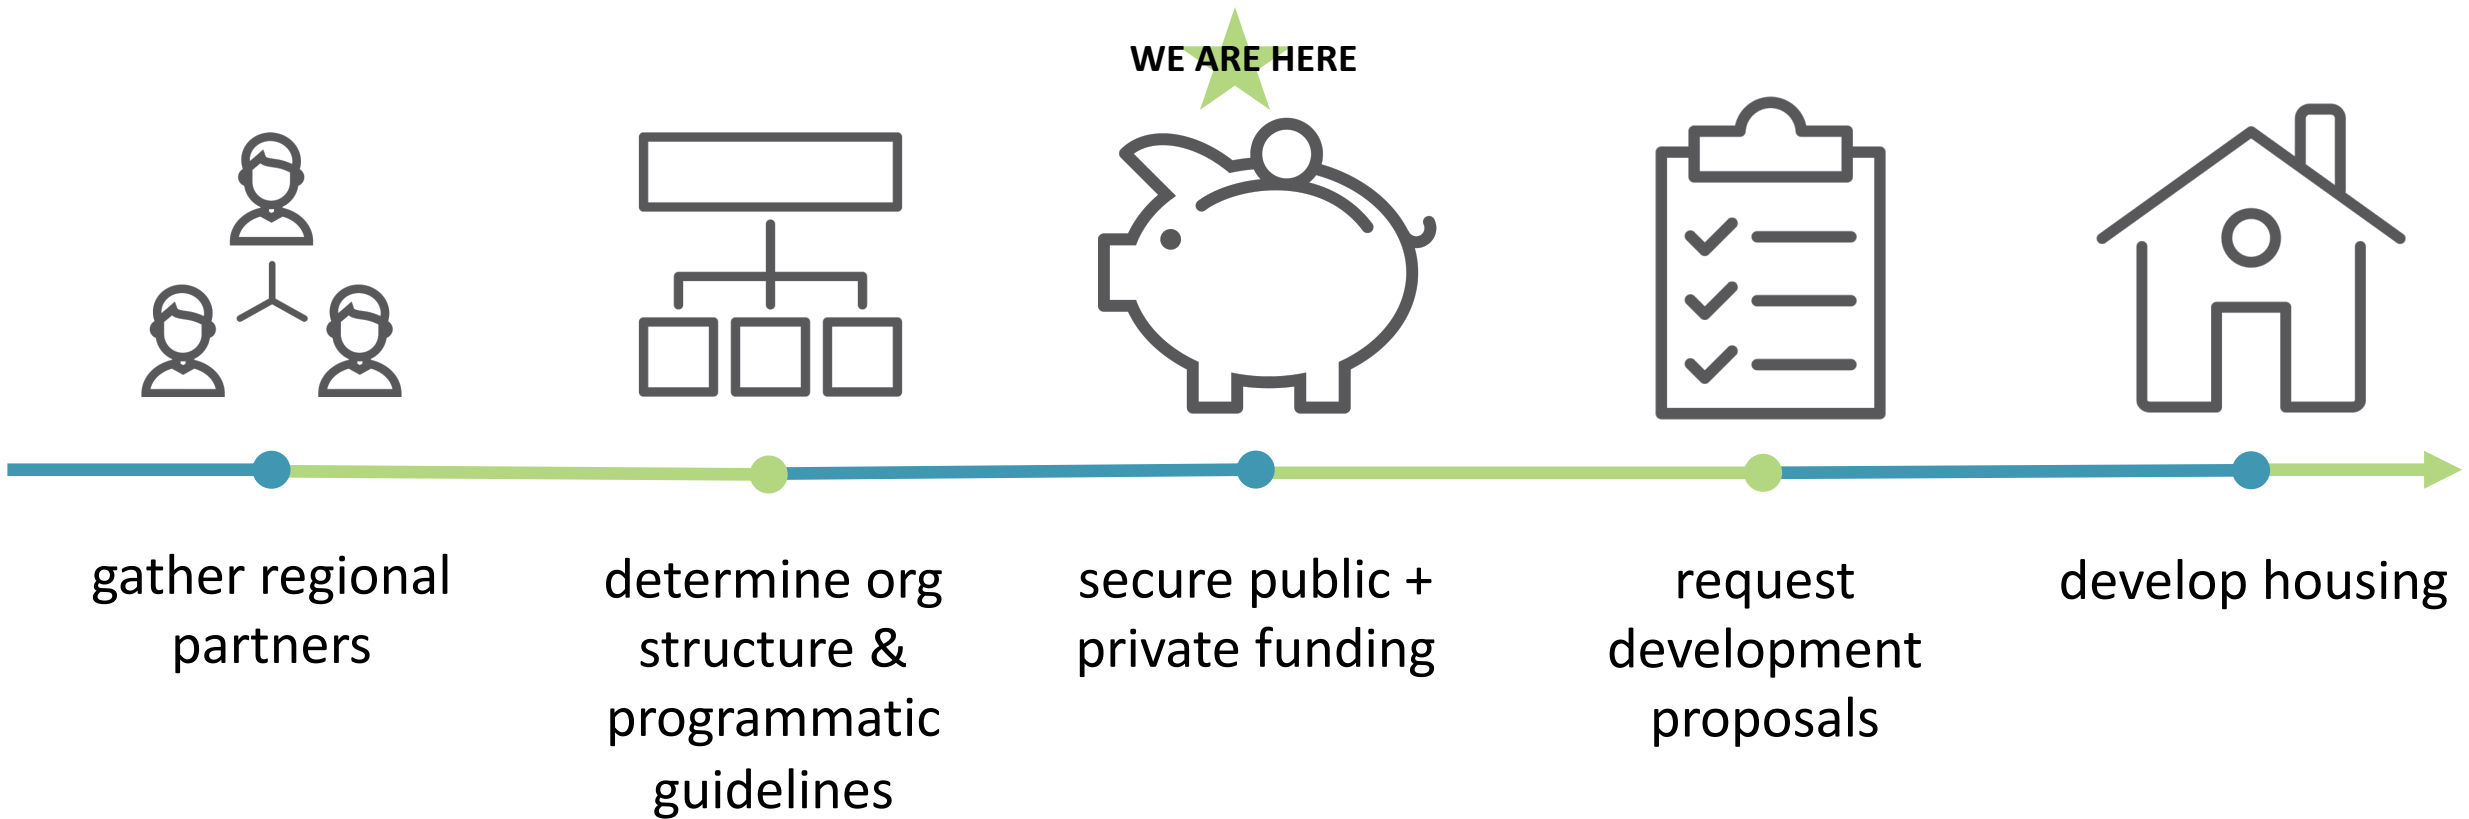 WE ARE HERE
gather regional
partners
determine org
structure &
programmatic
guidelines
secure public +
private funding
request
development
proposals
develop housing